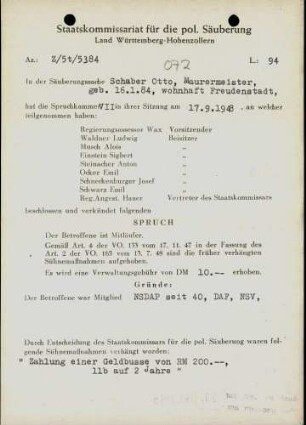 Staatskommissariat für die pol. Säuberung
Land Württemberg-Hohenzollern
Az.: Z/5t/5384
072
L.: 94
In der Säuberungssache Schaber Otto, Maurermeister,
geb. 16.1.84, wohnhaft Freudenstadt,
hat die Spruchkammer VII in ihrer Sitzung am 17.9.1948, an welcher
teilgenommen haben:
Regierungsassessor Wax Vorsitzender
Waldner Ludwig Beisitzer
Musch Alois "
Einstein Sigbert "
Steinacher Anton "
Ocker Emil "
Schneckenburger Josef "
Schwarz Emil "
Reg.Angest. Haner Vertreter des Staatskommissars
beschlossen und verkündet folgenden
SPRUCH
Der Betroffene ist Mitläufer.
Gemäß Art. 4 der VO. 133 vom 17. 11. 47 in der Fassung des
Art. 2 der VO. 165 vom 13. 7. 48 sind die früher verhängten
Sühnemaßnahmen aufgehoben.
Es wird eine Verwaltungsgebühr von DM 10.-- erhoben.
Gründe:
Der Betroffene war Mitglied NSDAP seit 40, DAF, NSV,
Durch Entscheidung des Staatskommissars für die pol. Säuberung waren fol-
gende Sühnemaßnahmen verhängt worden:
" Zahlung einer Geldbusse von RM 200.--,
11b auf 2 Jahre "